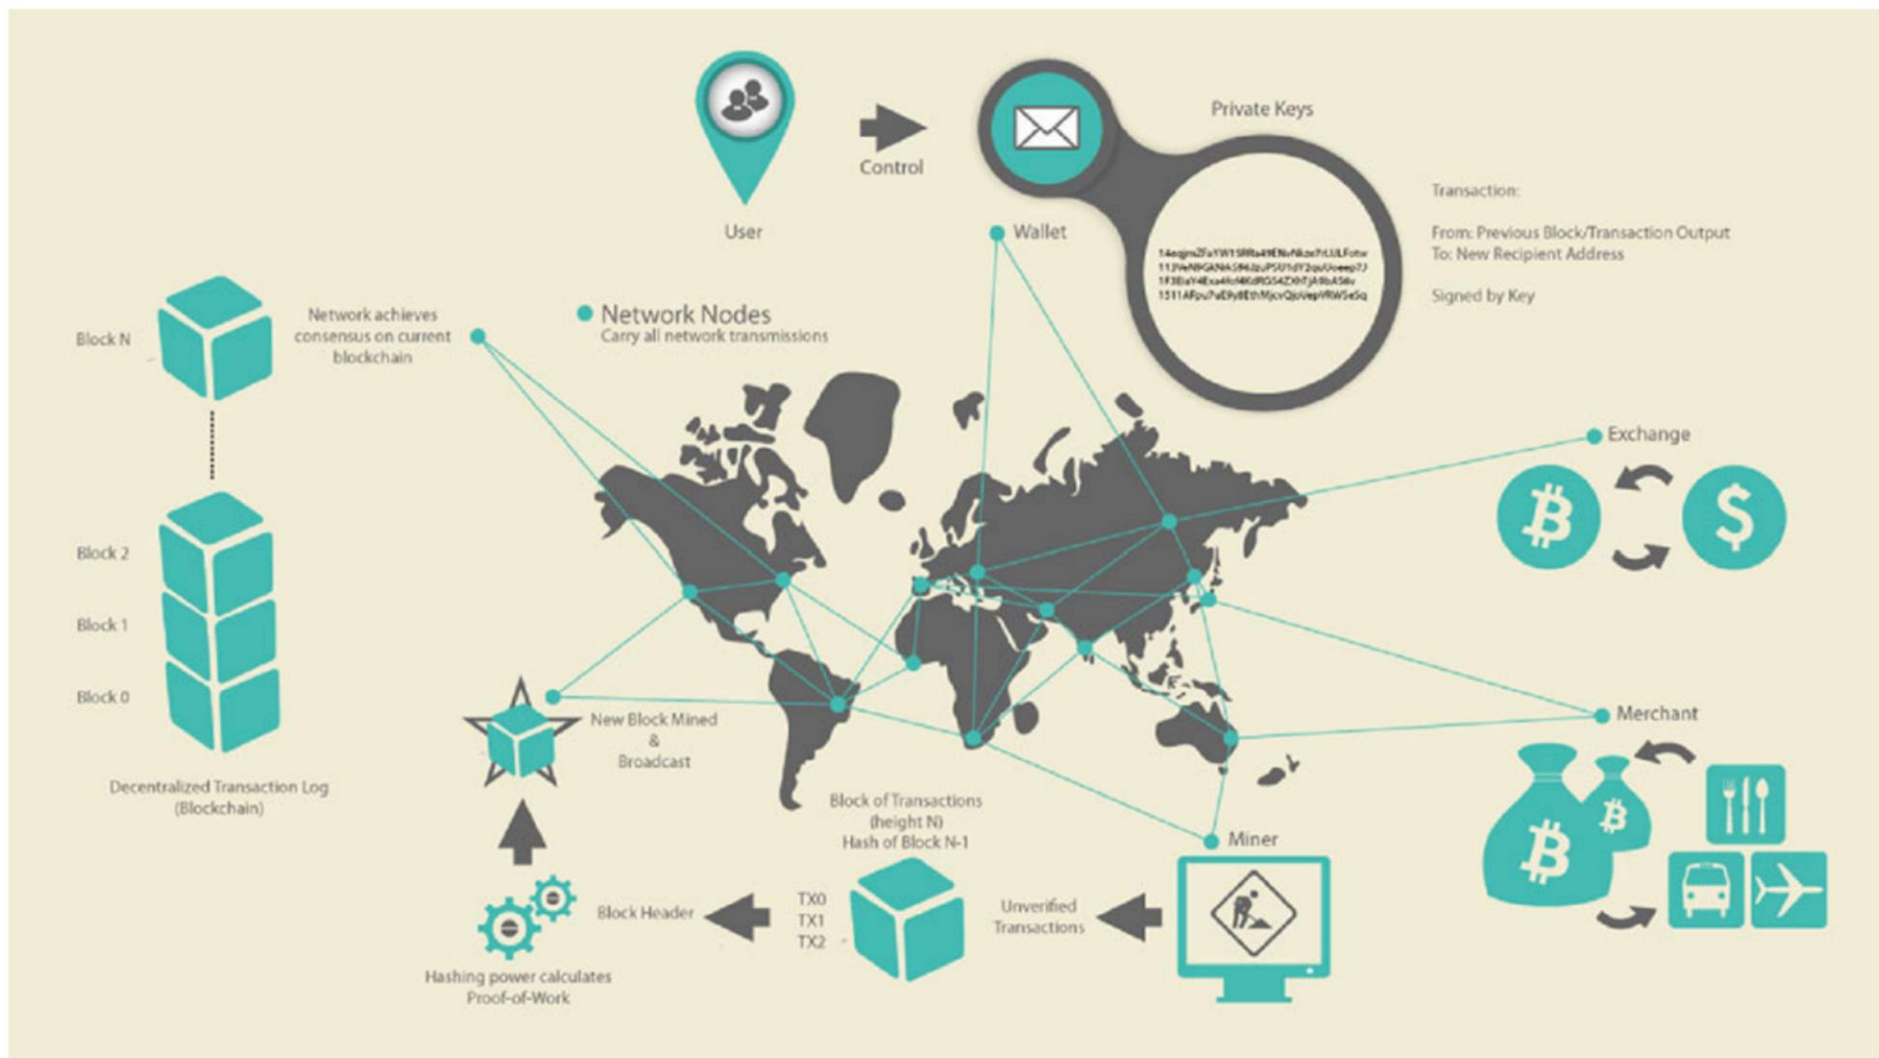 User
Control
Private Keys
Wallet
Transaction:
From: Previous Block/Transaction Output
To: New Recipient Address
Signed by Key
Block N
Network achieves
consensus on current
blockchain
Network Nodes
Carry all network transmissions
Exchange
$
Block 2
Block 1
Block 0
Decentralized Transaction Log
(Blockchain)
New Block Mined
&
Broadcast
Merchant
Block of Transactions
(height N)
Hash of Block N-1
Miner
Block Header
TX0
TX1
TX2
Unverified
Transactions
Hashing power calculates
Proof-of-Work